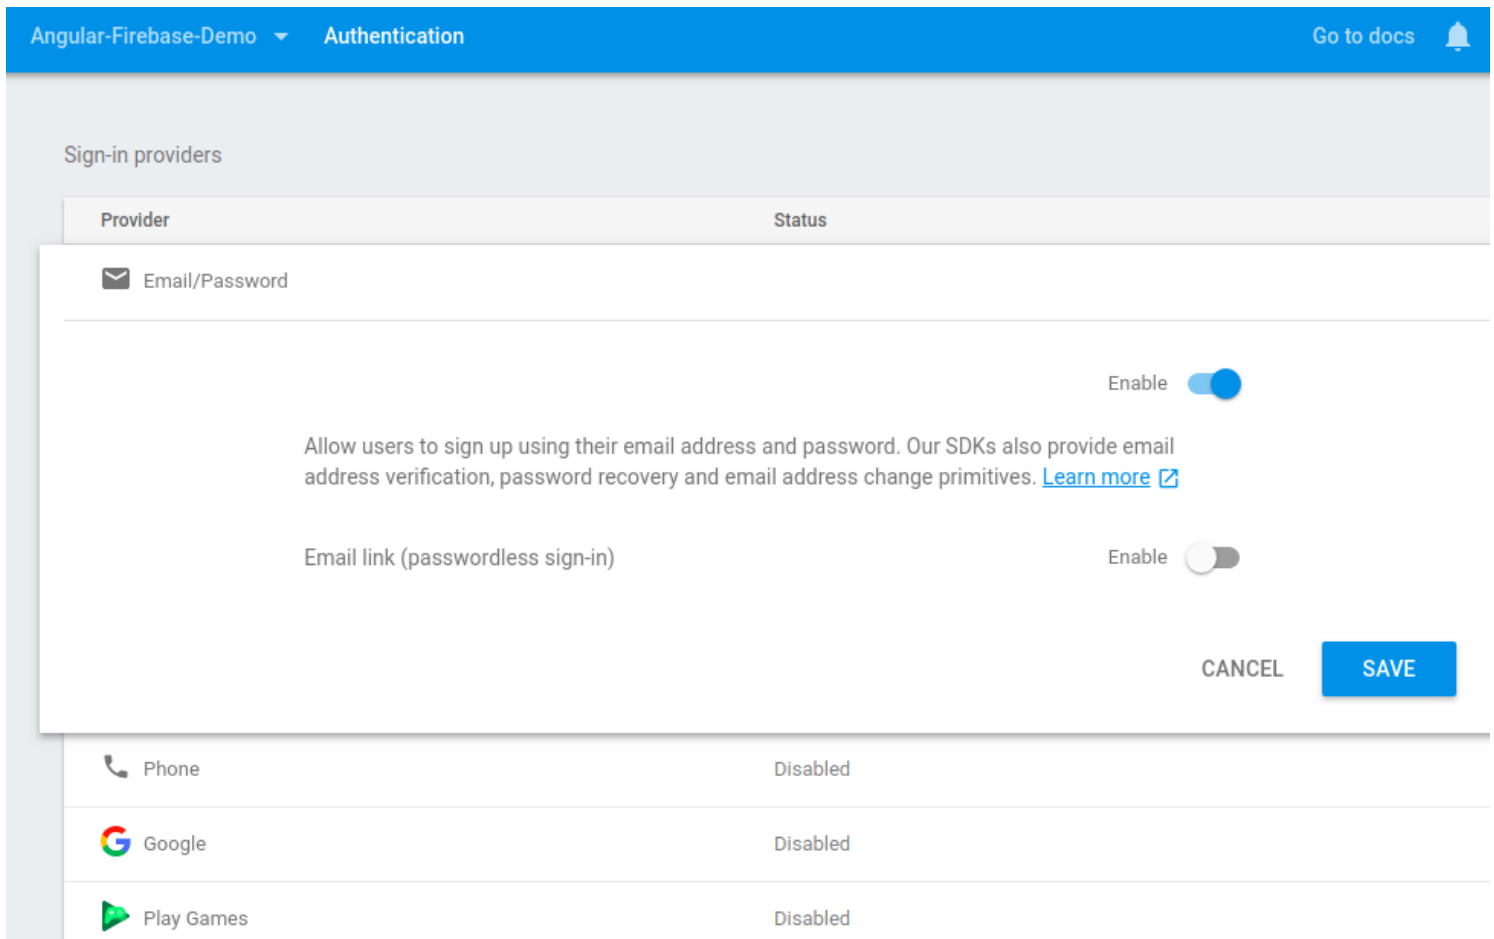 Angular-Firebase-Demo Authentication Go to docs
Sign-in providers
Provider Status
Email/Password
Enable
Allow users to sign up using their email address and password. Our SDKs also provide email
address verification, password recovery and email address change primitives. Learn more
Email link (passwordless sign-in) Enable
CANCEL SAVE
Phone Disabled
Google Disabled
Play Games Disabled